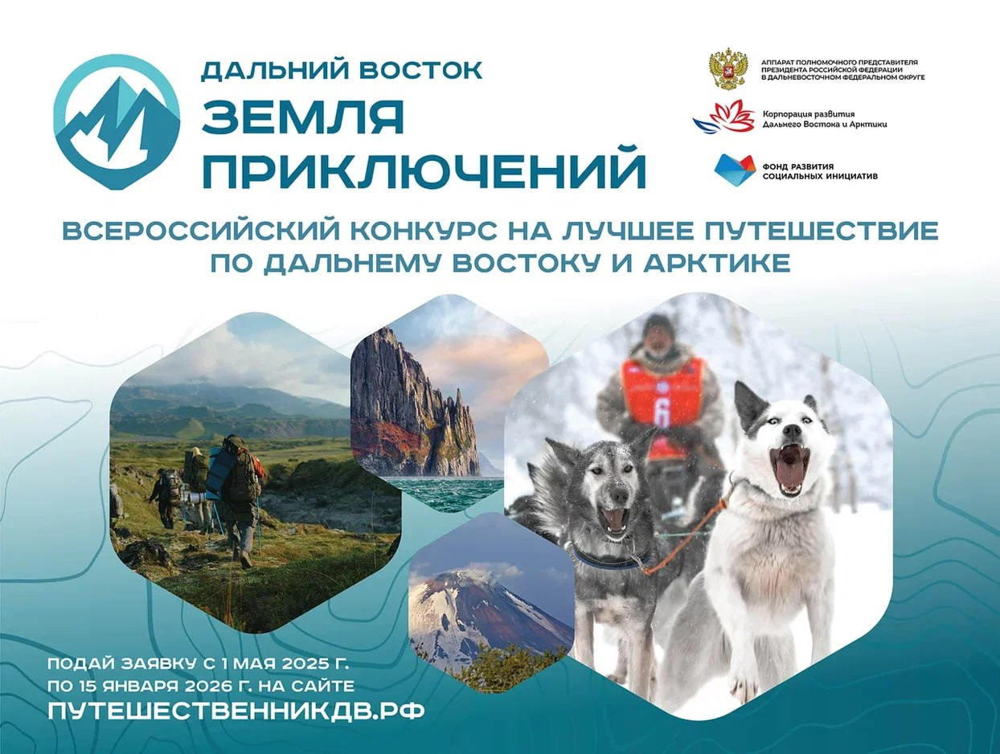 ДАЛЬНИЙ ВОСТОК
ЗЕМЛЯ
ПРИКЛЮЧЕНИЙ
АППАРАТ ПОЛНОМОЧНОГО ПРЕДСТАВИТЕЛЯ
ПРЕЗИДЕНТА РОССИЙСКОЙ ФЕДЕРАЦИИ
В ДАЛЬНЕВОСТОЧНОМ ФЕДЕРАЛЬНОМ ОКРУГЕ
Корпорация развития
Дальнего Востока и Арктики
ФОНД РАЗВИТИЯ
СОЦИАЛЬНЫХ ИНИЦИАТИВ
ВСЕРОССИЙСКИЙ КОНКУРС НА ЛУЧШЕЕ ПУТЕШЕСТВИЕ
ПО ДАЛЬНЕМУ ВОСТОКУ И АРКТИКЕ
6
ПОДАЙ ЗАЯВКУ С 1 МАЯ 2025 Г.
ПО 15 ЯНВАРЯ 2026 Г. НА САЙТЕ
ПУТЕШЕСТВЕННИКДВ.РФ